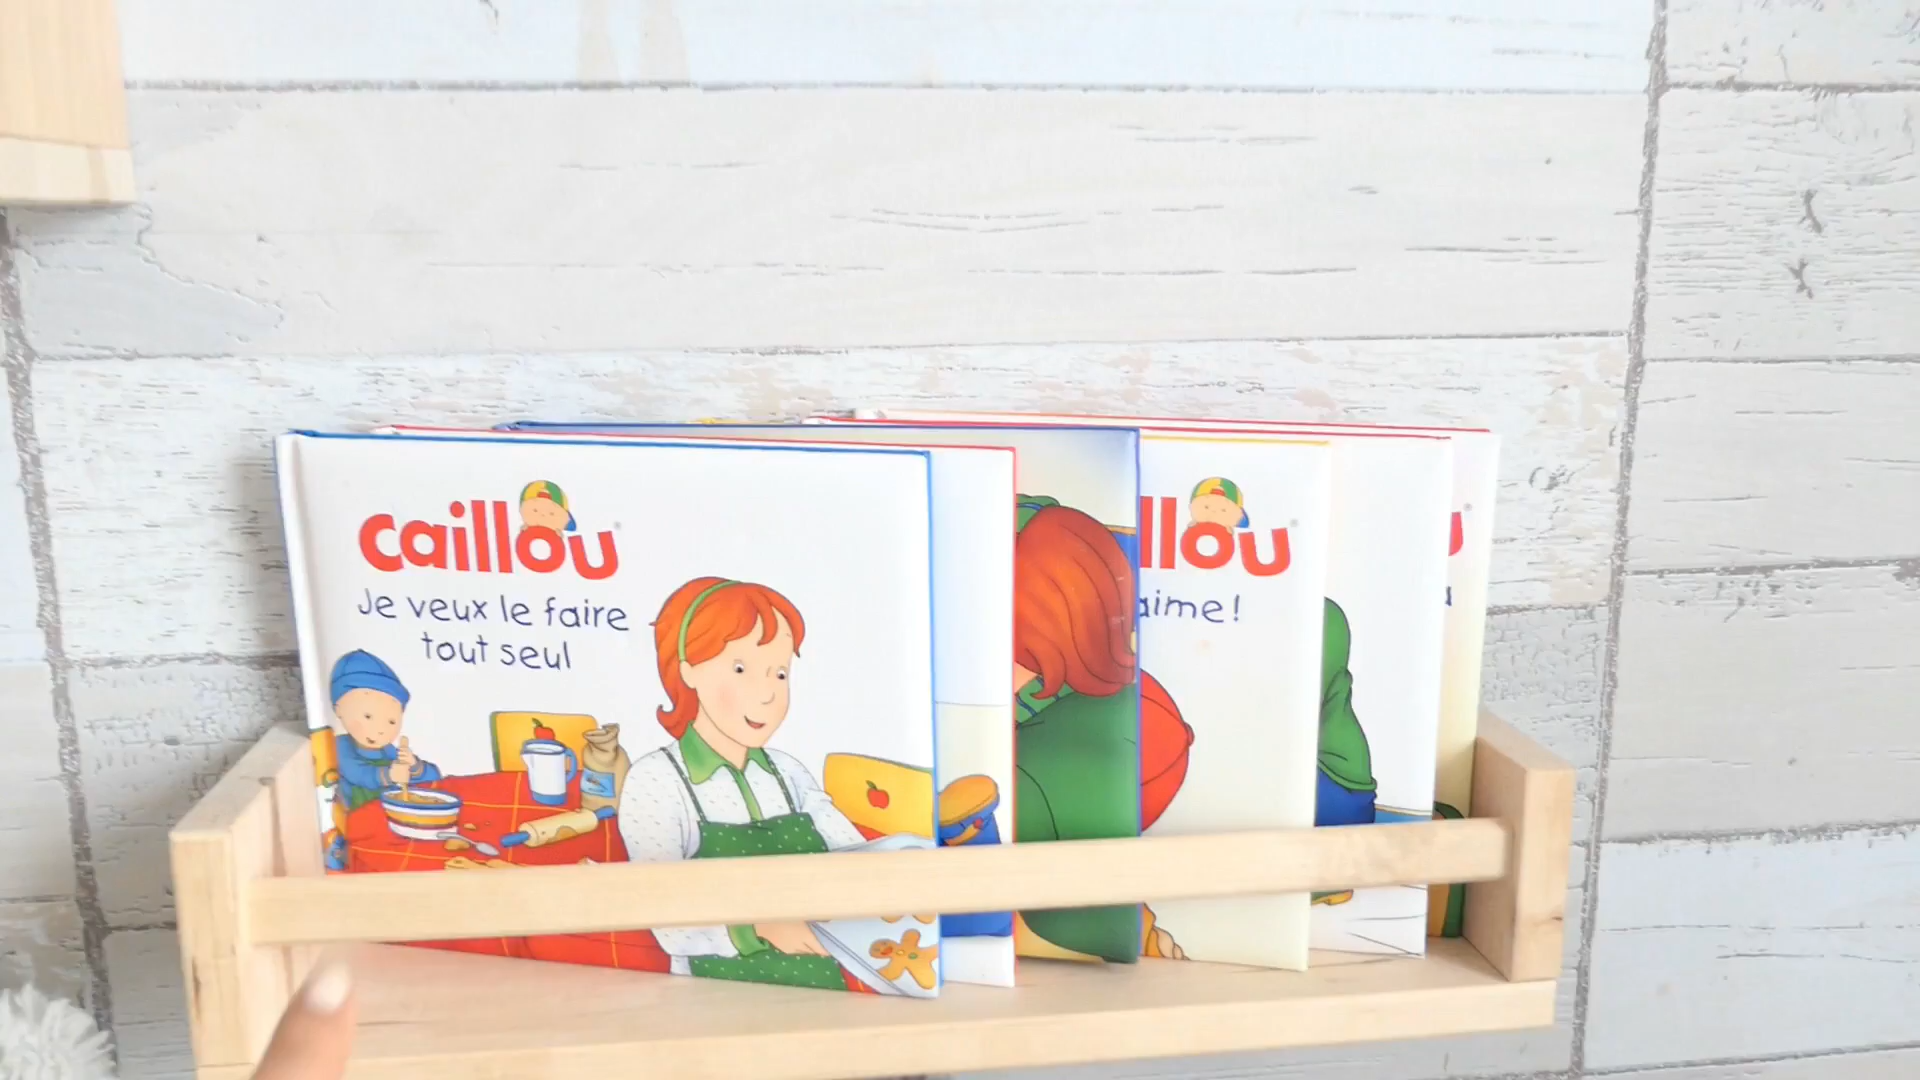 caillou
Je veux le faire
tout seul
llou
aime!
u